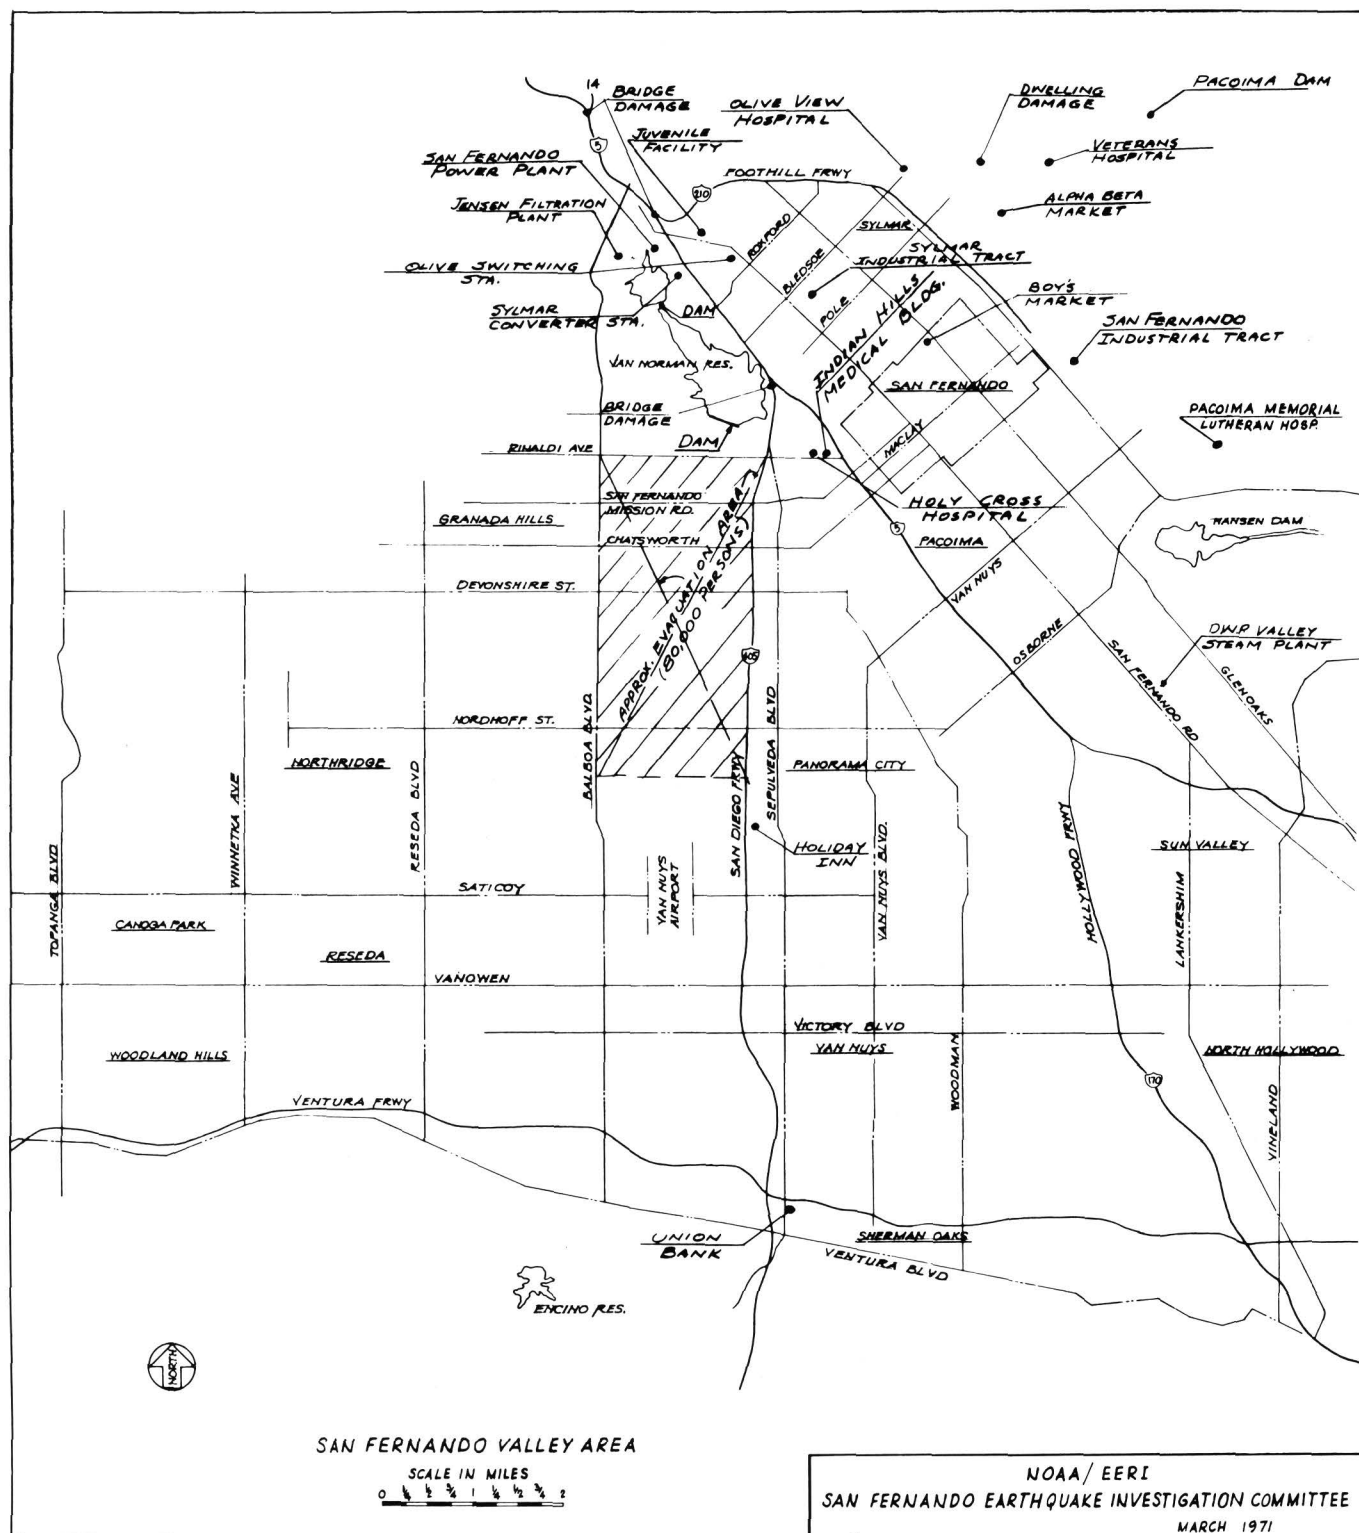 14
BRIDGE
DAMAGE
OLIVE VIEW
HOSPITAL
DWELLING
DAMAGE
PACOIMA DAM
JUVENILE
FACILITY
5
VETERANS
HOSPITAL
SAN FERNANDO
POWER PLANT
FOOTHILL FRWY
210
JENSEN FILTRATION
PLANT
ALPHA BETA
MARKET
ROXFORD
SYLMAR
BLEDSOE
SYLMAR
INDUSTRIAL TRACT
OLIVE SWITCHING
STA.
POLE
INDIAN HILLS
MEDICAL BLDG.
BOY'S
MARKET
SYLMAR
CONVERTER STA.
DAM
SAN FERNANDO
INDUSTRIAL TRACT
VAN NORMAN RES.
SAN FERNANDO
BRIDGE
DAMAGE
DAM
MACLAY
PACOIMA MEMORIAL
LUTHERAN HOSP.
RINALDI AVE
SAN FERNANDO
MISSION RD.
HOLY CROSS
HOSPITAL
GRANADA HILLS
CHATSWORTH
5
PACOIMA
HANSEN DAM
APPROX. EVAQUATION AREA
(80,000 PERSONS)
DEVONSHIRE ST.
VAN NUYS
OSBORNE
DWP VALLEY
STEAM PLANT
405
SAN FERNANDO RD
GLENOAKS
NORDHOFF ST.
BALBOA BLVD.
SAN DIEGO FRWY
SEPULVEDA BLVD
NORTHRIDGE
PANORAMA CITY
TOPANGA BLVD
WINNETKA AVE
RESEDA BLVD
VAN NUYS
AIRPORT
HOLIDAY
INN
VAN NUYS BLVD.
HOLLYWOOD FRWY
SUN VALLEY
LANKERSHIM
SATICOY
CANOGA PARK
RESEDA
VANOWEN
VICTORY BLVD
VAN NUYS
WOODMAN
WOODLAND HILLS
NORTH HOLLYWOOD
170
VINELAND
VENTURA FRWY
UNION
BANK
SHERMAN OAKS
VENTURA BLVD
ENCINO RES.
NORTH
SAN FERNANDO VALLEY AREA
SCALE IN MILES
0 ¼ ½ ¾ 1 ¼ ½ ¾ 2
NOAA/EERI
SAN FERNANDO EARTHQUAKE INVESTIGATION COMMITTEE
MARCH 1971